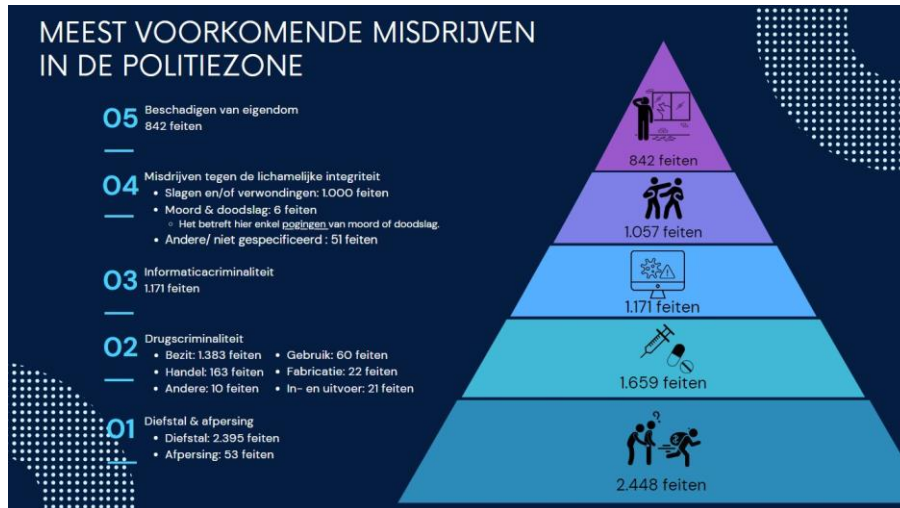 MEEST VOORKOMENDE MISDRIJVEN
IN DE POLITIEZONE
05
Beschadigen van eigendom
842 feiten
04
Misdrijven tegen de lichamelijke integriteit
• Slagen en/of verwondingen: 1.000 feiten
• Moord & doodslag: 6 feiten
○ Het betreft hier enkel pogingen van moord of doodslag.
• Andere/ niet gespecificeerd : 51 feiten
03
Informaticacriminaliteit
1.171 feiten
02
Drugscriminaliteit
• Bezit: 1.383 feiten • Gebruik: 60 feiten
• Handel: 163 feiten • Fabricatie: 22 feiten
• Andere: 10 feiten • In- en uitvoer: 21 feiten
01
Diefstal & afpersing
• Diefstal: 2.395 feiten
• Afpersing: 53 feiten
842 feiten
1.057 feiten
1.171 feiten
1.659 feiten
2.448 feiten